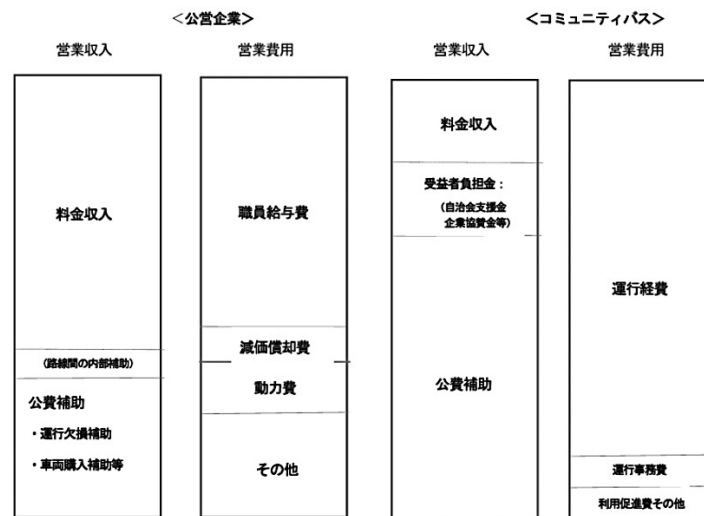 ＜公営企業＞
営業収入
営業費用
料金収入
(路線間の内部補助)
公費補助
・運行欠損補助
・車両購入補助等
職員給与費
減価償却費
動力費
その他
＜コミュニティバス＞
営業収入
営業費用
料金収入
受益者負担金：
(自治会支援金
企業協賛金等)
公費補助
運行経費
運行事務費
利用促進費その他